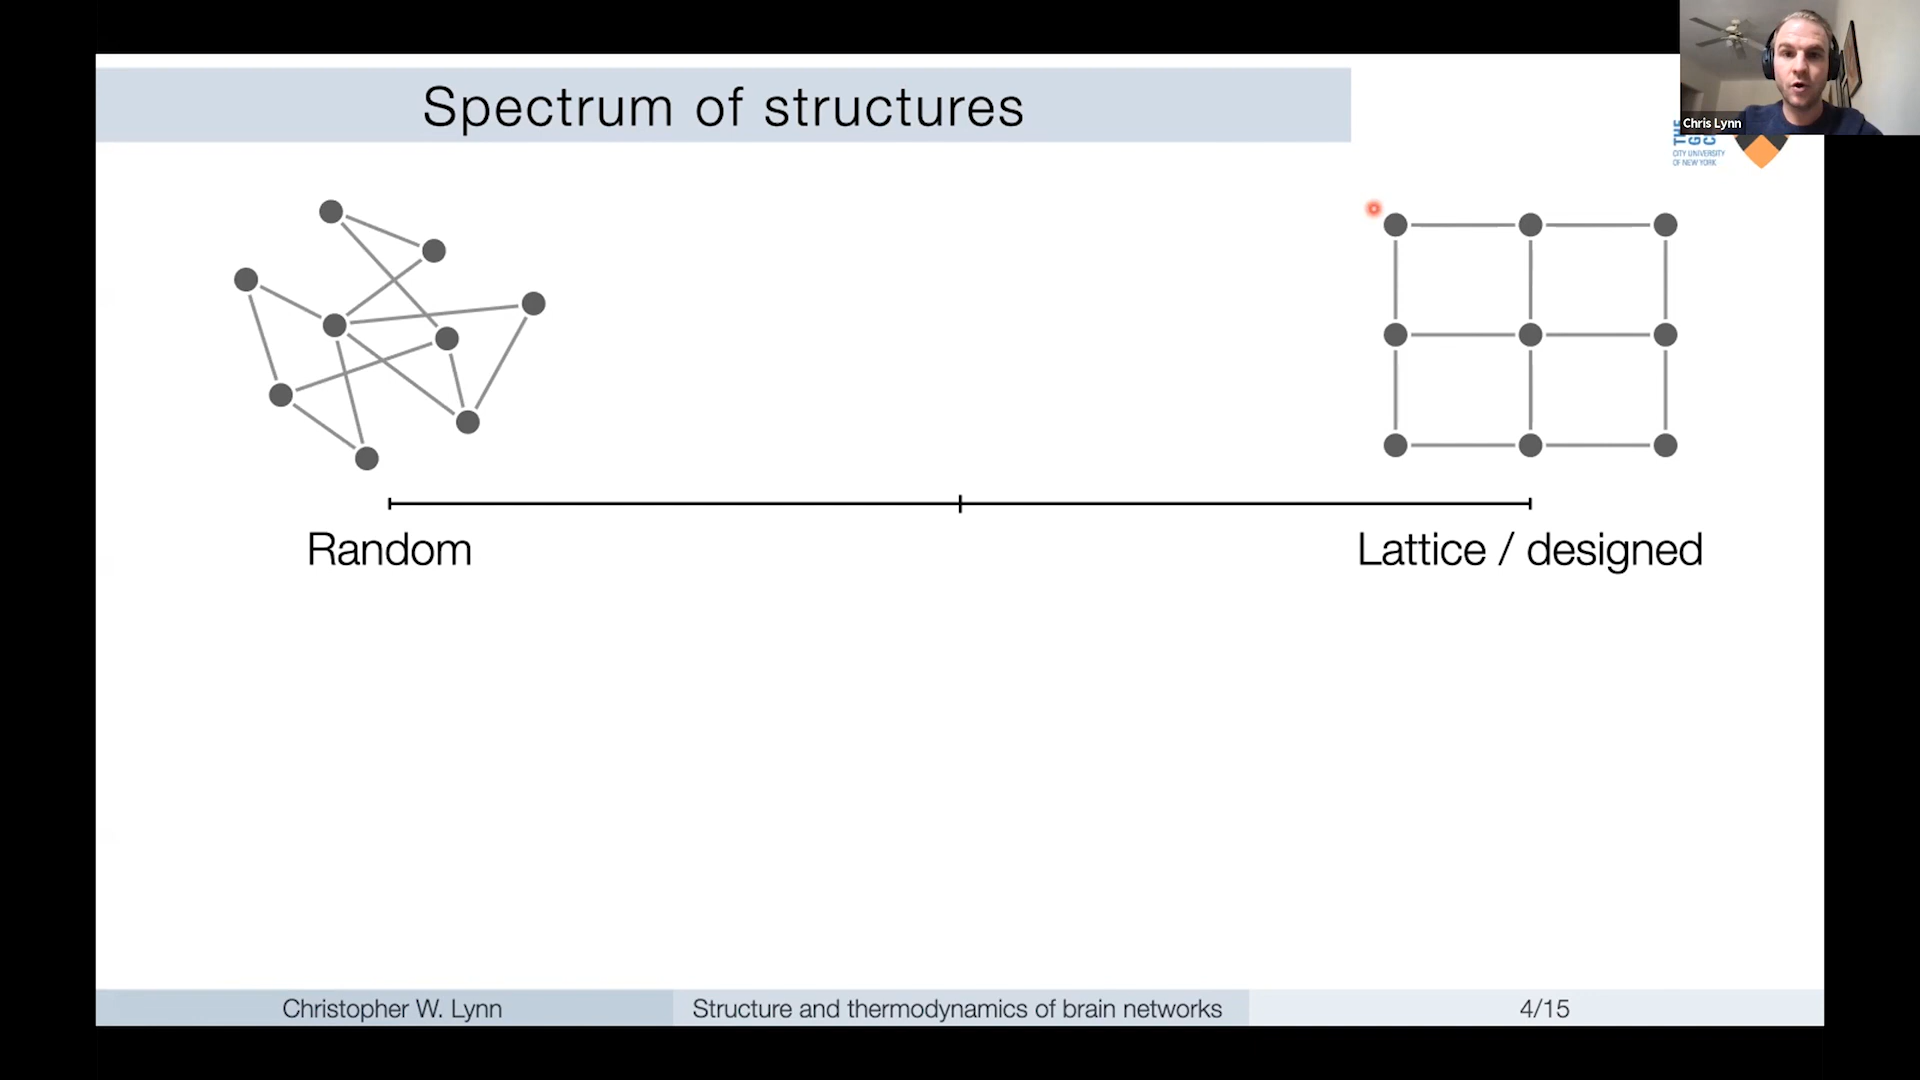 Spectrum of structures
Chris Lynn
CITY UNIVERSITY
OF NEW YORK
Random
Lattice / designed
Christopher W. Lynn
Structure and thermodynamics of brain networks
4/15